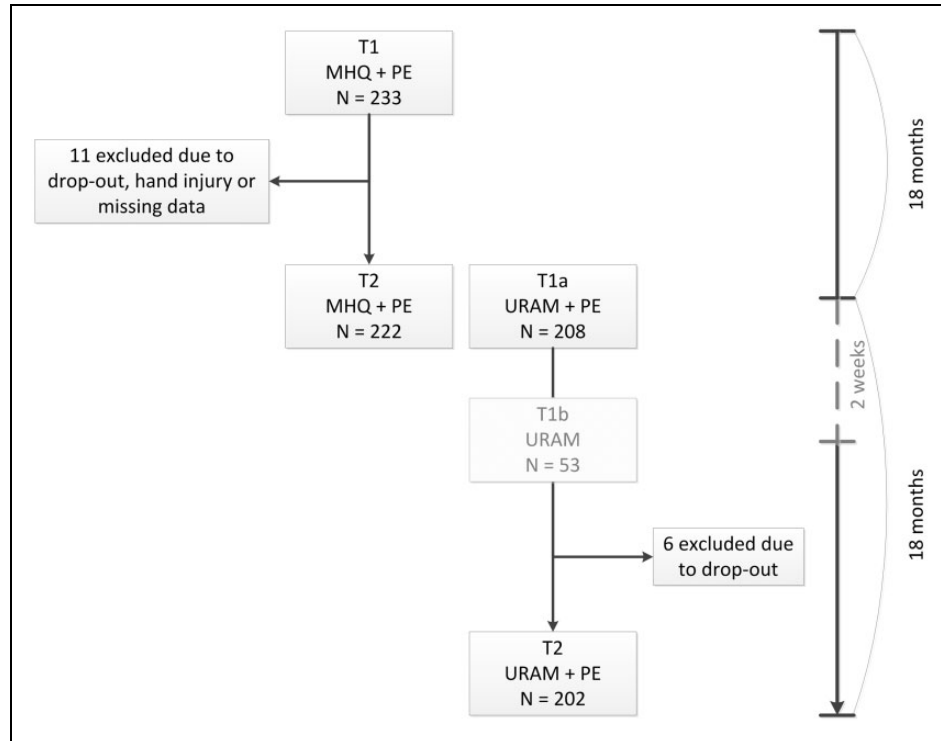 T1
MHQ + PE
N = 233
11 excluded due to
drop-out, hand injury or
missing data
T2
MHQ + PE
N = 222
T1a
URAM + PE
N = 208
T1b
URAM
N = 53
6 excluded due
to drop-out
T2
URAM + PE
N = 202
18 months
2 weeks
18 months